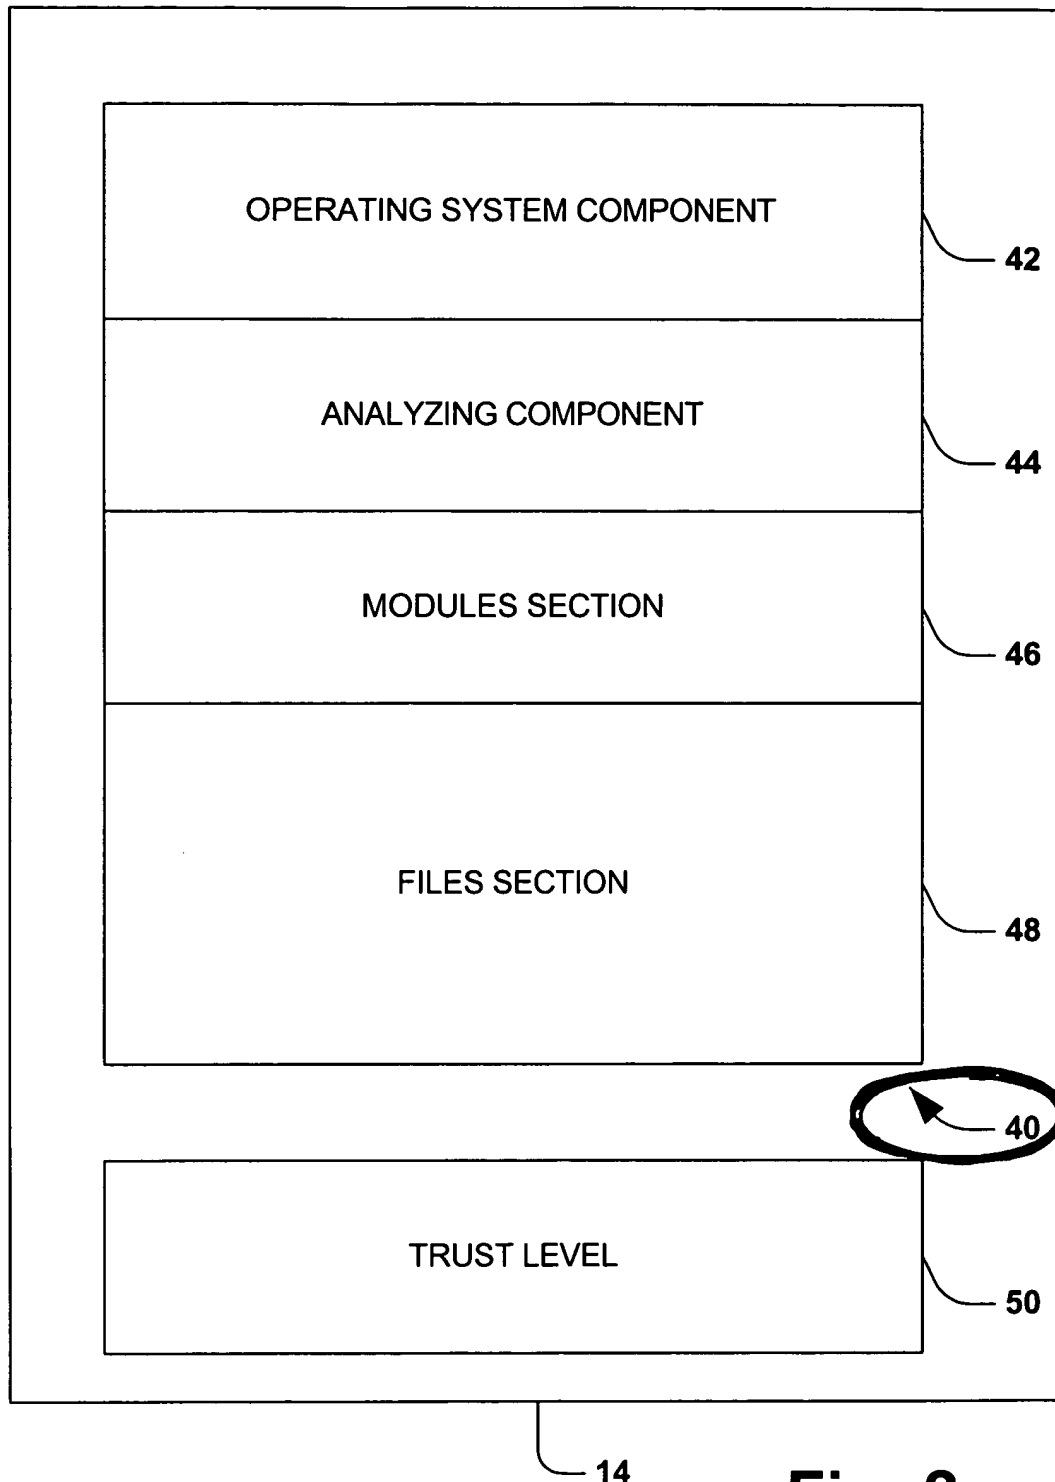 OPERATING SYSTEM COMPONENT
42
ANALYZING COMPONENT
44
MODULES SECTION
46
FILES SECTION
48
40
TRUST LEVEL
50
14